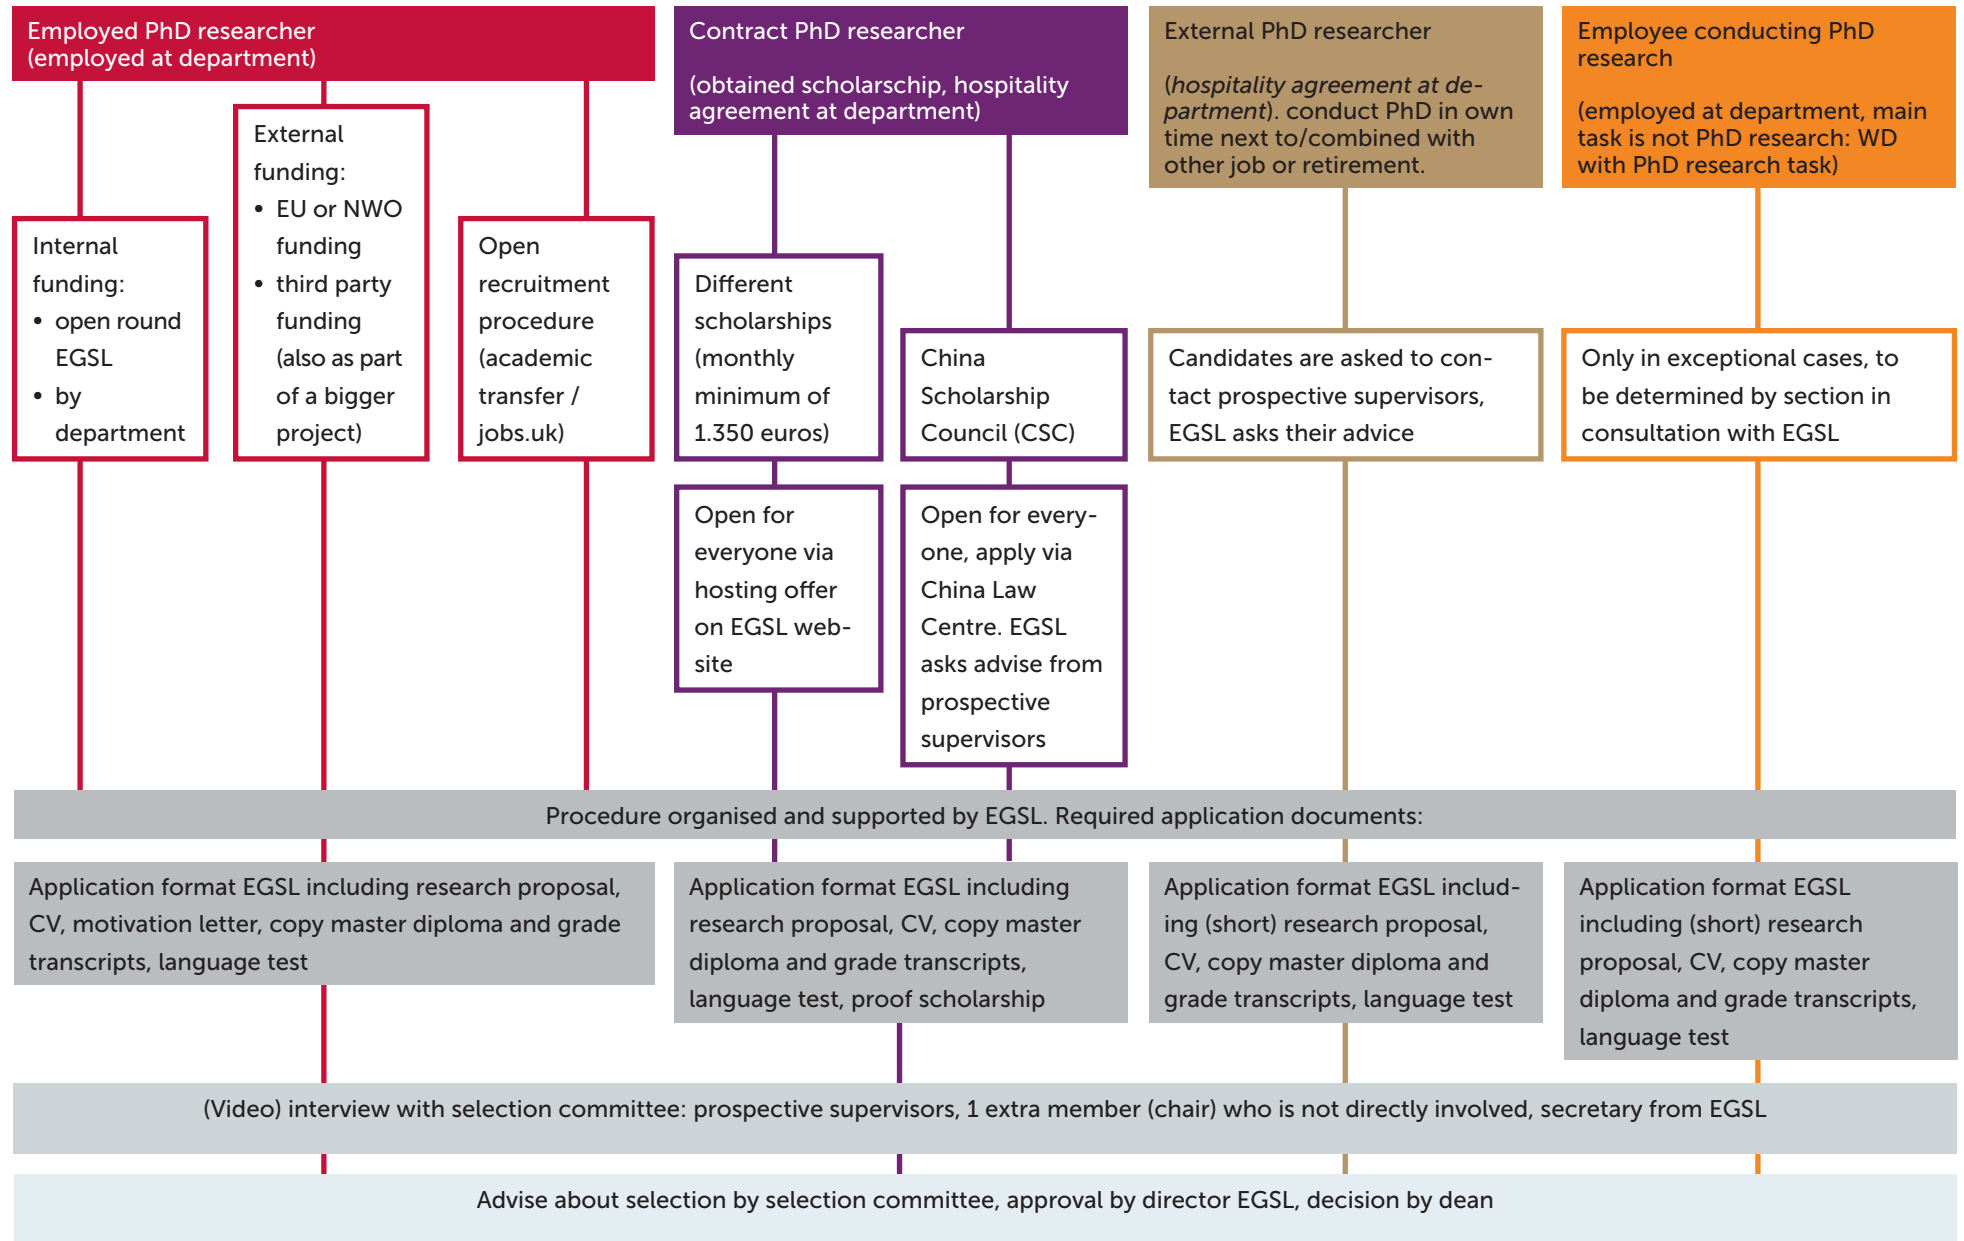 Employed PhD researcher
(employed at department)
Contract PhD researcher
(obtained scholarschip, hospitality
agreement at department)
External PhD researcher
(hospitality agreement at de-
partment). conduct PhD in own
time next to/combined with
other job or retirement.
Employee conducting PhD
research
(employed at department, main
task is not PhD research: WD
with PhD research task)
Internal
funding:
• open round
EGSL
• by
department
External
funding:
• EU or NWO
funding
• third party
funding
(also as part
of a bigger
project)
Open
recruitment
procedure
(academic
transfer /
jobs.uk)
Different
scholarships
(monthly
minimum of
1.350 euros)
China
Scholarship
Council (CSC)
Candidates are asked to con-
tact prospective supervisors,
EGSL asks their advice
Only in exceptional cases, to
be determined by section in
consultation with EGSL
Open for
everyone via
hosting offer
on EGSL web-
site
Open for every-
one, apply via
China Law
Centre. EGSL
asks advise from
prospective
supervisors
Procedure organised and supported by EGSL. Required application documents:
Application format EGSL including research proposal,
CV, motivation letter, copy master diploma and grade
transcripts, language test
Application format EGSL including
research proposal, CV, copy master
diploma and grade transcripts,
language test, proof scholarship
Application format EGSL includ-
ing (short) research proposal,
CV, copy master diploma and
grade transcripts, language test
Application format EGSL
including (short) research
proposal, CV, copy master
diploma and grade transcripts,
language test
(Video) interview with selection committee: prospective supervisors, 1 extra member (chair) who is not directly involved, secretary from EGSL
Advise about selection by selection committee, approval by director EGSL, decision by dean